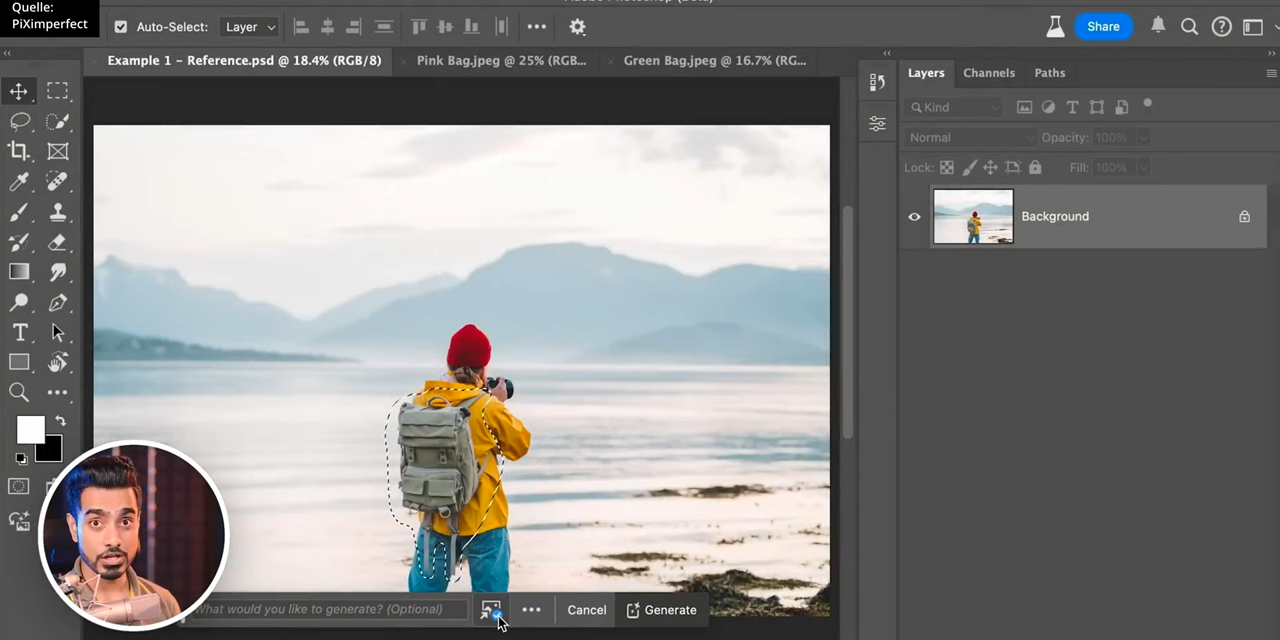 Quelle:
PiXimperfect
Auto-Select: Layer
Share
Example 1 – Reference.psd @ 18.4% (RGB/8) Pink Bag.jpeg @ 25% (RGB... Green Bag.jpeg @ 16.7% (RG...
Layers Channels Paths
Kind
Normal Opacity: 100%
Lock: Fill: 100%
Background
What would you like to generate? (Optional) Cancel Generate